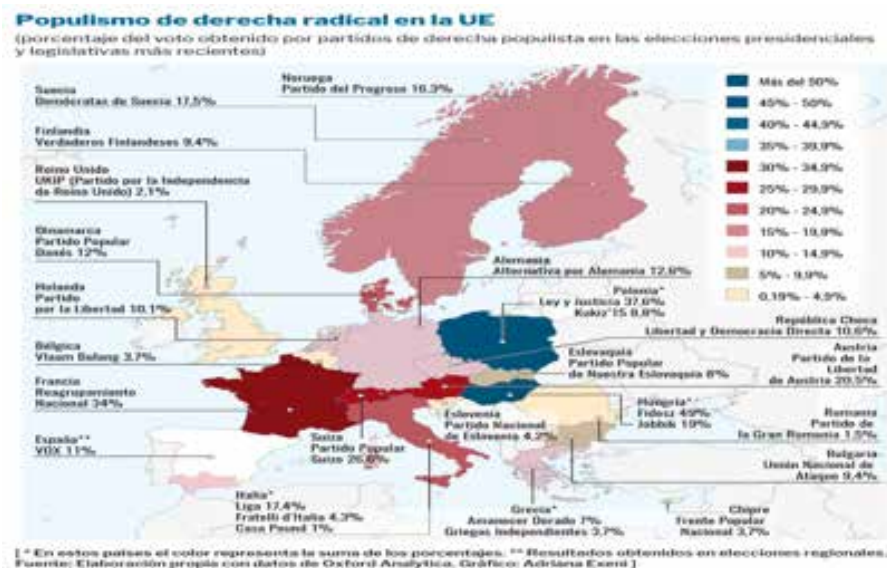 Populismo de derecha radical en la UE
(porcentaje del voto obtenido por partidos de derecha populista en las elecciones presidenciales
y legislativas más recientes)
Noruega
Partido del Progreso 16.3%
Suecia
Demócratas de Suecia 17.5%
Finlandia
Verdaderos Finlandeses 9.4%
Reino Unido
UKIP (Partido por la Independencia
de Reino Unido) 2.1%
Dinamarca
Partido Popular
Danés 12%
Holanda
Partido
por la Libertad 10.1%
Bélgica
Vlaam Belang 3.7%
Francia
Reagrupamiento
Nacional 34%
España**
VOX 11%
Suiza
Partido Popular
Suizo
Italia*
Liga 17.4%
Fratelli d'Italia 4.3%
Casa Pound 1%
Alemania
Alternativa por Alemania 12.6%
Polonia*
Ley y Justicia 37.6%
Kukiz'15 8.8%
República Checa
Libertad y Democracia Directa 10.6%
Eslovaquia
Partido Popular
de Nuestra Eslovaquia 8%
Austria
Partido de la
Libertad
de Austria 20.5%
Hungría*
Fidesz 49%
Jobbik 19%
Eslovenia
Partido Nacional
de Eslovenia 4.2%
Rumania
Partido de
la Gran Romania 1.5%
Bulgaria
Unión Nacional de
Ataque 9.4%
Grecia*
Amanecer Dorado 7%
Griegos Independientes 3.7%
Chipre
Frente Popular
Nacional 3.7%
Más del 50%
45% - 50%
40% - 44.9%
35% - 39.9%
30% - 34.9%
25% - 29.9%
20% - 24.9%
15% - 19.9%
10% - 14.9%
5% - 9.9%
0.19% - 4.9%
[ * En estos países el color representa la suma de los porcentajes. ** Resultados obtenidos en elecciones regionales.
Fuente: Elaboración propia con datos de Oxford Analytica. Gráfico: Adriana Exeni ]